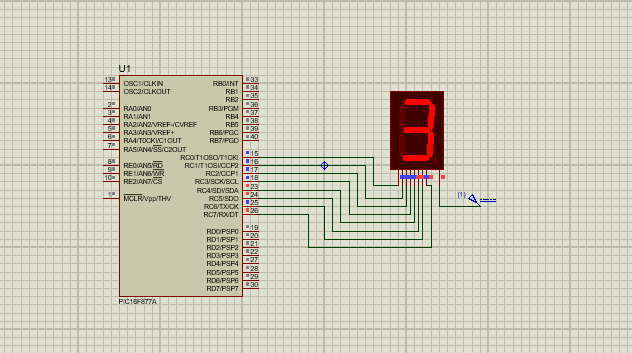 U1
13 OSC1/CLKIN RB0/INT 33
14 OSC2/CLKOUT RB1 34
RB2 35
2 RA0/AN0 RB3/PGM 36
3 RA1/AN1 RB4 37
4 RA2/AN2/VREF-/CVREF RB5 38
5 RA3/AN3/VREF+ RB6/PGC 39
6 RA4/T0CKI/C1OUT RB7/PGD 40
7 RA5/AN4/SS/C2OUT
RC0/T1OSO/T1CKI 15
8 RE0/AN5/RD RC1/T1OSI/CCP2 16
9 RE1/AN6/WR RC2/CCP1 17
10 RE2/AN7/CS RC3/SCK/SCL 18
RC4/SDI/SDA 23
1 MCLR/Vpp/THV RC5/SDO 24
RC6/TX/CK 25
RC7/RX/DT 26
RD0/PSP0 19
RD1/PSP1 20
RD2/PSP2 21
RD3/PSP3 22
RD4/PSP4 27
RD5/PSP5 28
RD6/PSP6 29
RD7/PSP7 30
PIC16F877A
3
(1)